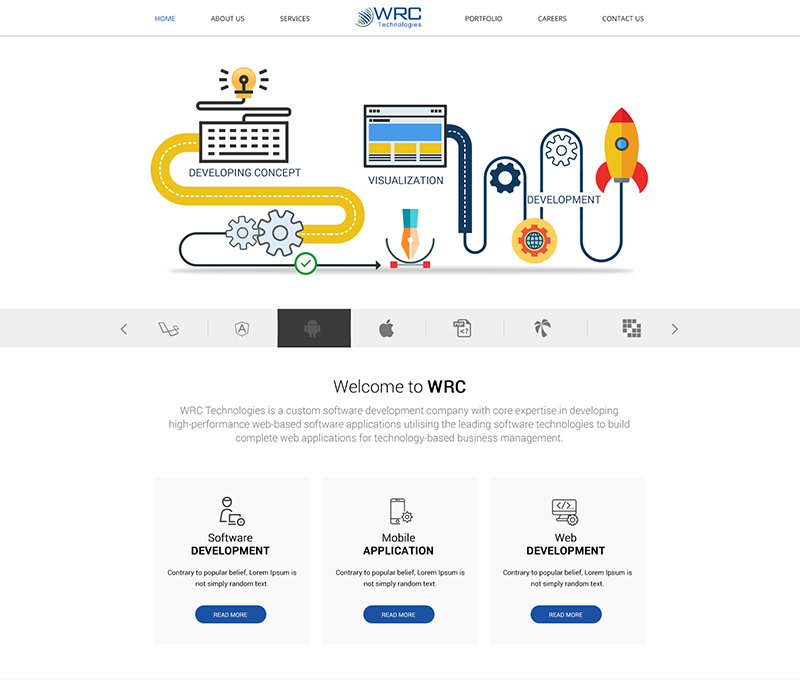 HOME ABOUT US SERVICES WRC PORTFOLIO CAREERS CONTACT US
Technologies
DEVELOPING CONCEPT
VISUALIZATION
DEVELOPMENT
PHP
<?
Welcome to WRC
WRC Technologies is a custom software development company with core expertise in developing
high-performance web-based software applications utilising the leading software technologies to build
complete web applications for technology-based business management.
Software
DEVELOPMENT
Contrary to popular belief, Lorem Ipsum is
not simply random text.
READ MORE
Mobile
APPLICATION
Contrary to popular belief, Lorem Ipsum is
not simply random text.
READ MORE
Web
DEVELOPMENT
Contrary to popular belief, Lorem Ipsum is
not simply random text.
READ MORE